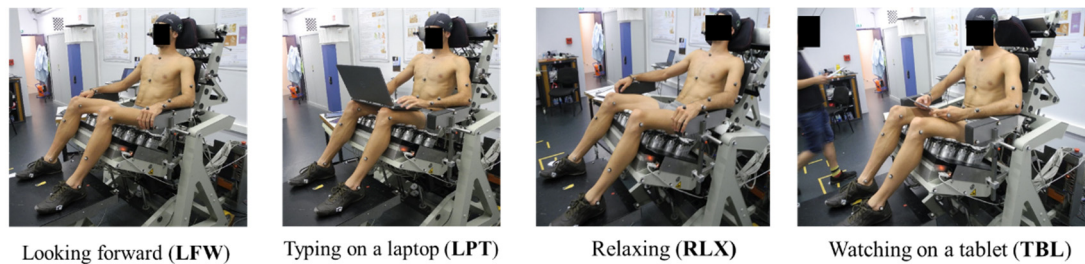 Looking forward (LFW)
Typing on a laptop (LPT)
Relaxing (RLX)
Watching on a tablet (TBL)